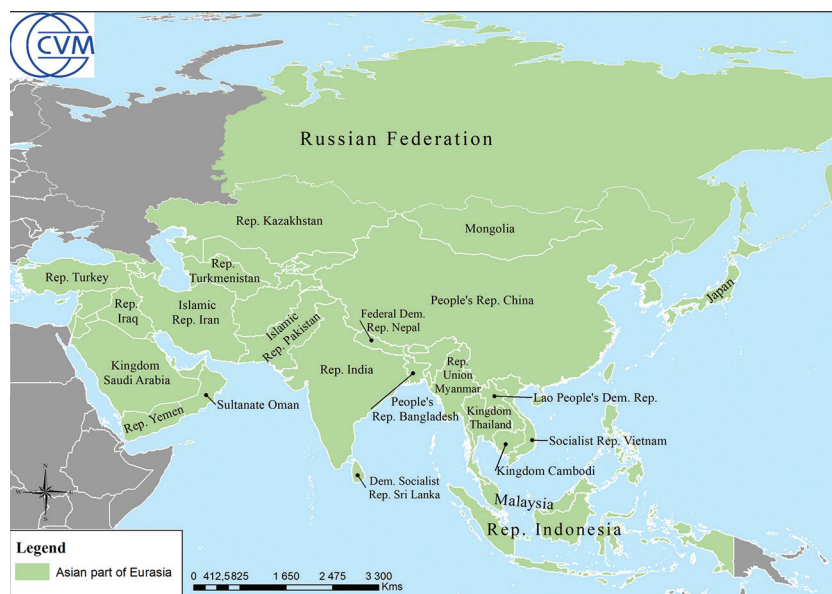 CVM
Russian Federation
Rep. Kazakhstan
Mongolia
Rep.
Turkmenistan
Rep. Turkey
Rep.
Iraq
Islamic
Rep. Iran
Islamic
Rep. Pakistan
People's Rep. China
Japan
Federal Dem.
Rep. Nepal
Kingdom
Saudi Arabia
Rep. India
Rep.
Union
Myanmar
Sultanate Oman
People's
Rep. Bangladesh
Lao People's Dem. Rep.
Rep. Yemen
Kingdom
Thailand
Socialist Rep. Vietnam
Kingdom Cambodi
Dem. Socialist
Rep. Sri Lanka
Malaysia
Rep. Indonesia
N
W
E
S
Legend
Asian part of Eurasia
0 412,5825 1 650 2 475 3 300
Kms